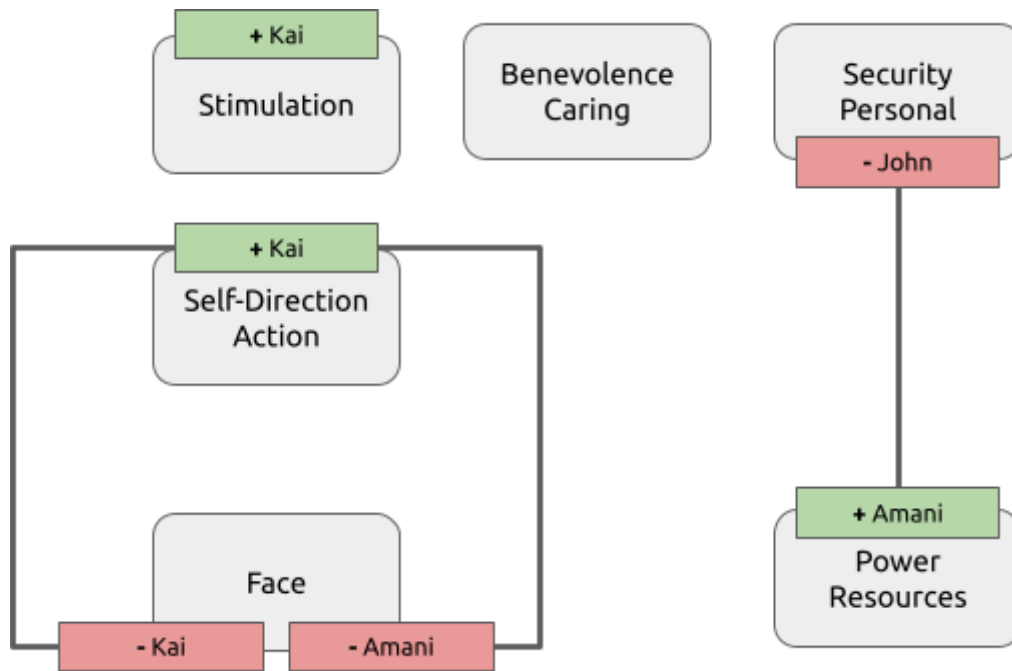 + Kai
Stimulation
Benevolence
Caring
Security
Personal
- John
+ Kai
Self-Direction
Action
+ Amani
Power
Resources
Face
- Kai
- Amani